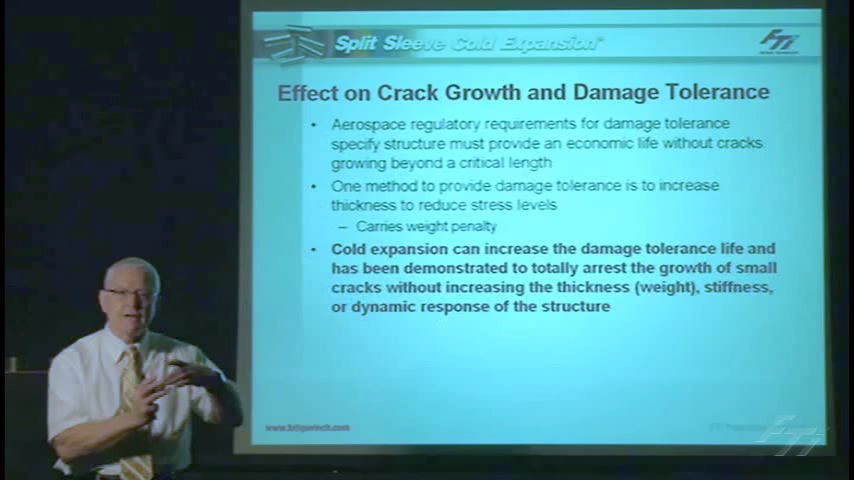 Split Sleeve Cold Expansion™
FTI
Effect on Crack Growth and Damage Tolerance
• Aerospace regulatory requirements for damage tolerance
specify structure must provide an economic life without cracks
growing beyond a critical length
• One method to provide damage tolerance is to increase
thickness to reduce stress levels
– Carries weight penalty
• Cold expansion can increase the damage tolerance life and
has been demonstrated to totally arrest the growth of small
cracks without increasing the thickness (weight), stiffness,
or dynamic response of the structure
FTI